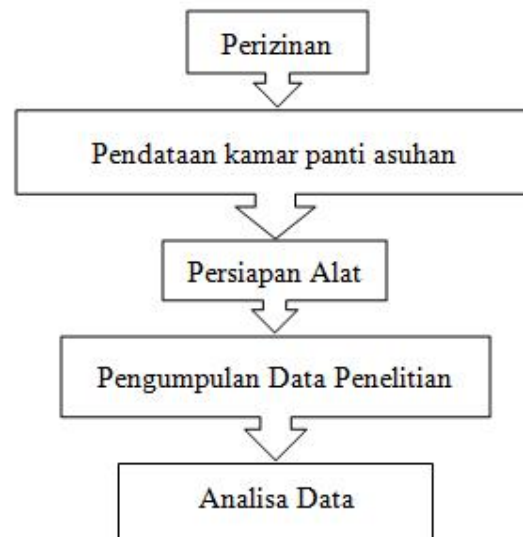 Perizinan
Pendataan kamar panti asuhan
Persiapan Alat
Pengumpulan Data Penelitian
Analisa Data